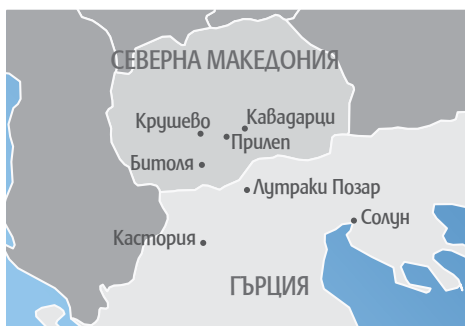 СЕВЕРНА МАКЕДОНИЯ
Кавадарци
Крушево
Прилеп
Битоля
Лутраки Позар
Солун
Кастория
ГЪРЦИЯ